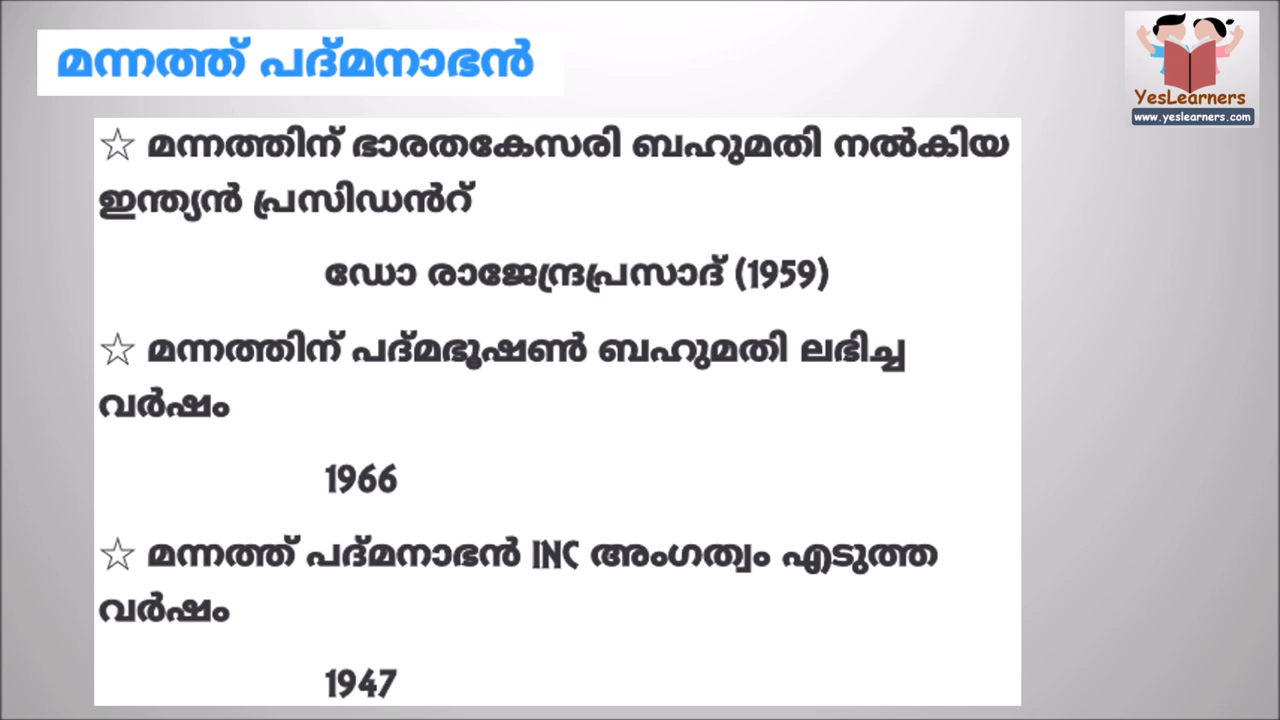 മന്നത്ത് പദ്മനാഭൻ
YesLearners
www.yeslearners.com
☆ മന്നത്തിന് ഭാരതകേസരി ബഹുമതി നൽകിയ
ഇന്ത്യൻ പ്രസിഡൻറ്
ഡോ രാജേന്ദ്രപ്രസാദ് (1959)
☆ മന്നത്തിന് പദ്മഭൂഷൺ ബഹുമതി ലഭിച്ച
വർഷം
1966
☆ മന്നത്ത് പദ്മനാഭൻ INC അംഗത്വം എടുത്ത
വർഷം
1947